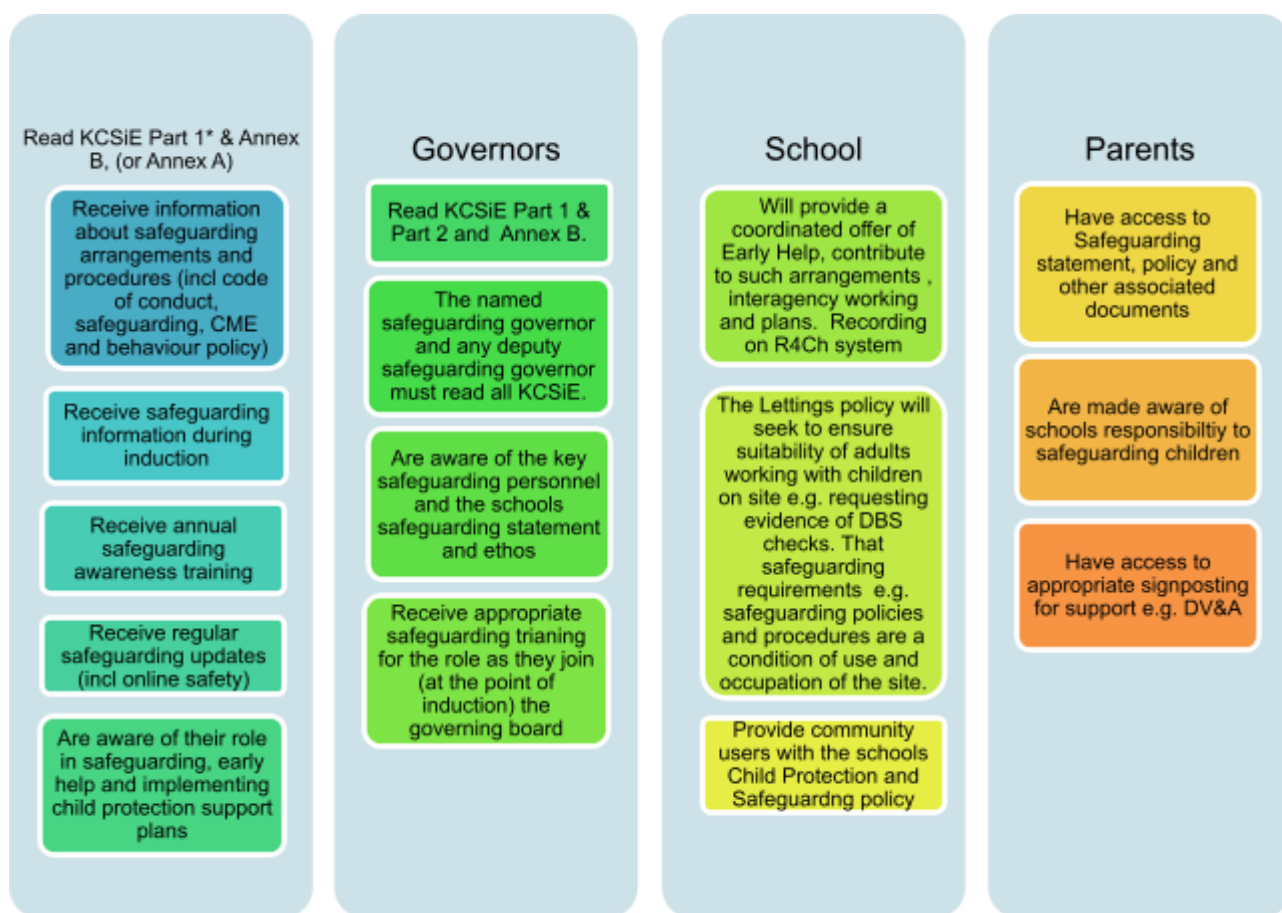 Read KCSiE Part 1* & Annex
B, (or Annex A)
Receive information
about safeguarding
arrangements and
procedures (incl code
of conduct,
safeguarding, CME
and behaviour policy)
Receive safeguarding
information during
induction
Receive annual
safeguarding
awareness training
Receive regular
safeguarding updates
(incl online safety)
Are aware of their role
in safeguarding, early
help and implementing
child protection support
plans
Governors
Read KCSiE Part 1 &
Part 2 and Annex B.
The named
safeguarding governor
and any deputy
safeguarding governor
must read all KCSiE.
Are aware of the key
safeguarding personnel
and the schools
safeguarding statement
and ethos
Receive appropriate
safeguarding trianing
for the role as they join
(at the point of
induction) the
governing board
School
Will provide a
coordinated offer of
Early Help, contribute
to such arrangements ,
interagency working
and plans. Recording
on R4Ch system
The Lettings policy will
seek to ensure
suitability of adults
working with children
on site e.g. requesting
evidence of DBS
checks. That
safeguarding
requirements e.g.
safeguarding policies
and procedures are a
condition of use and
occupation of the site.
Provide community
users with the schools
Child Protection and
Safeguardng policy
Parents
Have access to
Safeguarding
statement, policy and
other associated
documents
Are made aware of
schools responsibiltiy to
safeguarding children
Have access to
appropriate signposting
for support e.g. DV&A